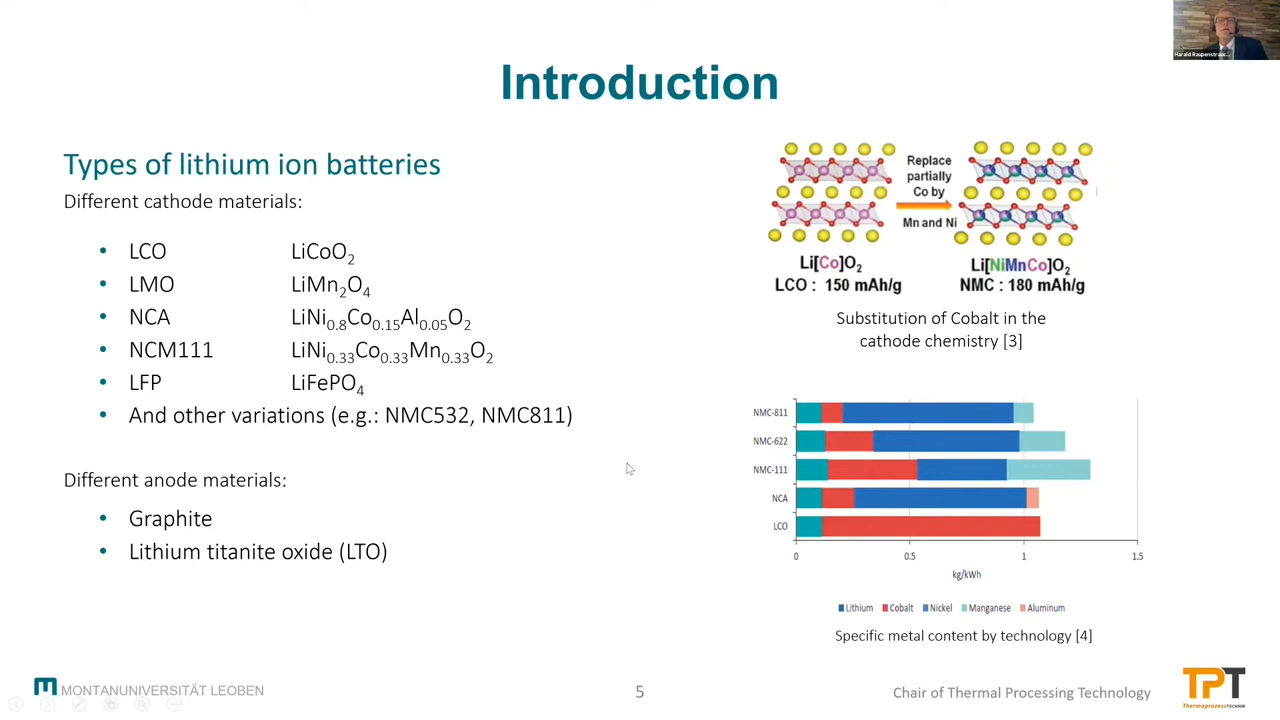 Harald Raupenstrauc...
Introduction
Types of lithium ion batteries
Different cathode materials:
• LCO LiCoO₂
• LMO LiMn₂O₄
• NCA LiNi₀.₈Co₀.₁₅Al₀.₀₅O₂
• NCM111 LiNi₀.₃₃Co₀.₃₃Mn₀.₃₃O₂
• LFP LiFePO₄
• And other variations (e.g.: NMC532, NMC811)
Different anode materials:
• Graphite
• Lithium titanite oxide (LTO)
Replace
partially
Co by
Mn and Ni
Li[Co]O₂
LCO : 150 mAh/g
Li[NiMnCo]O₂
NMC : 180 mAh/g
Substitution of Cobalt in the
cathode chemistry [3]
NMC-811
NMC-622
NMC-111
NCA
LCO
0 0.5 1 1.5
kg/kWh
Lithium Cobalt Nickel Manganese Aluminum
Specific metal content by technology [4]
MONTANUNIVERSITÄT LEOBEN
5
Chair of Thermal Processing Technology
TPT
ThermoprozessTECHNIK